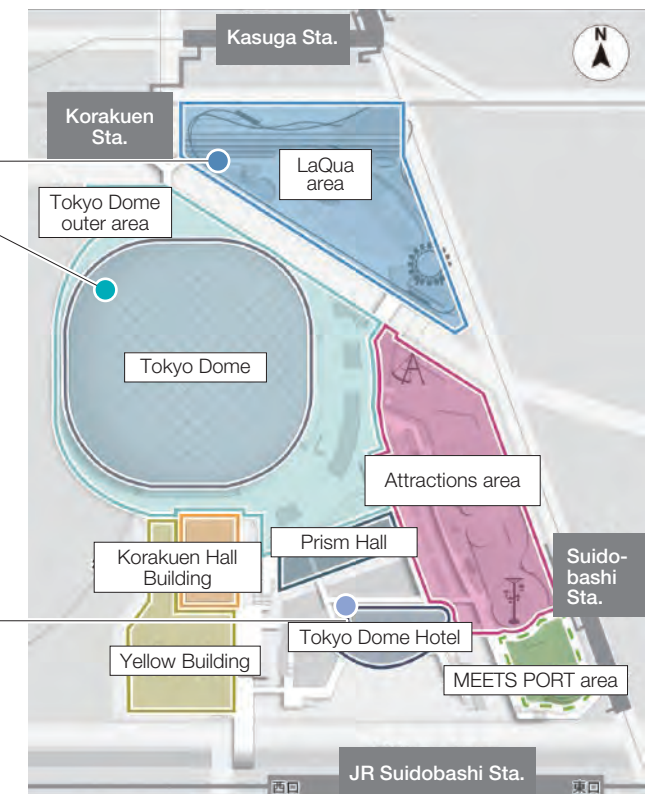 Kasuga Sta.
N
Korakuen
Sta.
LaQua
area
Tokyo Dome
outer area
Tokyo Dome
Attractions area
Prism Hall
Korakuen Hall
Building
Suido-
bashi
Sta.
Tokyo Dome Hotel
Yellow Building
MEETS PORT area
JR Suidobashi Sta.
西口
東口